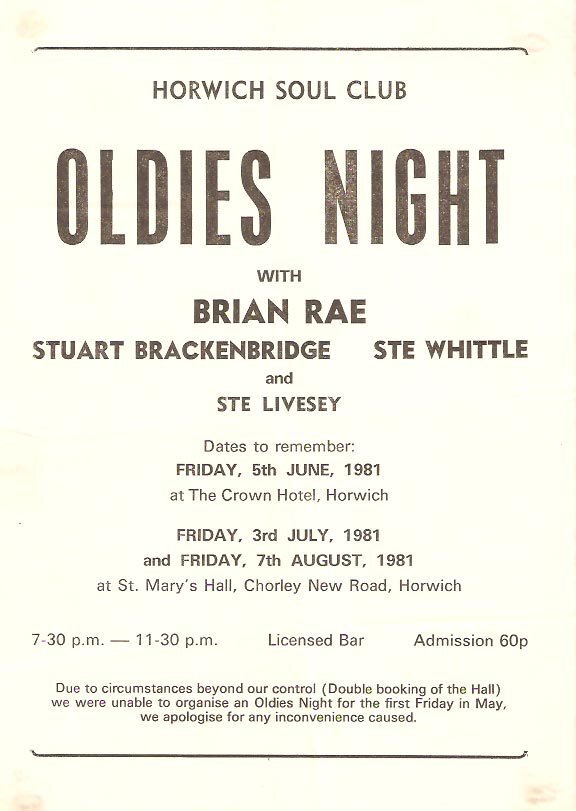 HORWICH SOUL CLUB
OLDIES NIGHT
WITH
BRIAN RAE
STUART BRACKENBRIDGE STE WHITTLE
and
STE LIVESEY
Dates to remember:
FRIDAY, 5th JUNE, 1981
at The Crown Hotel, Horwich
FRIDAY, 3rd JULY, 1981
and FRIDAY, 7th AUGUST, 1981
at St. Mary's Hall, Chorley New Road, Horwich
7-30 p.m. — 11-30 p.m. Licensed Bar Admission 60p
Due to circumstances beyond our control (Double booking of the Hall)
we were unable to organise an Oldies Night for the first Friday in May,
we apologise for any inconvenience caused.